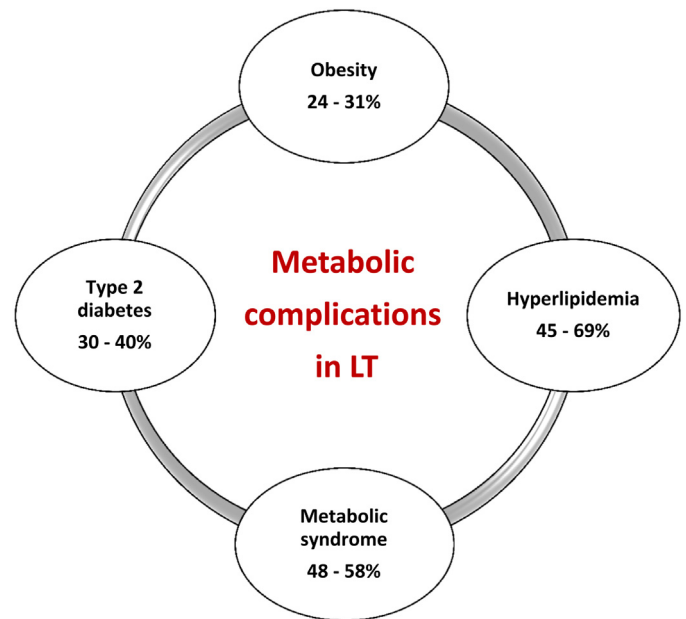 Obesity
24 - 31%
Metabolic
complications
in LT
Type 2
diabetes
30 - 40%
Hyperlipidemia
45 - 69%
Metabolic
syndrome
48 - 58%